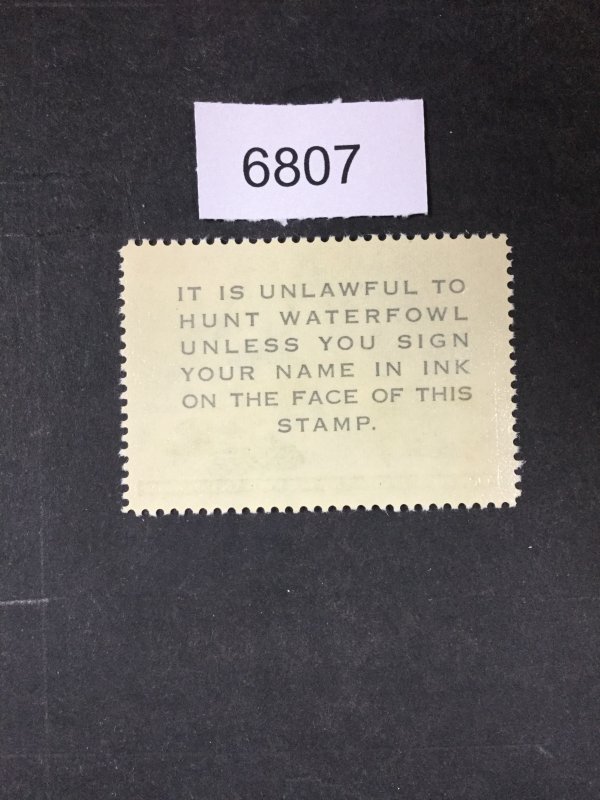 6807
IT IS UNLAWFUL TO
HUNT WATERFOWL
UNLESS YOU SIGN
YOUR NAME IN INK
ON THE FACE OF THIS
STAMP.